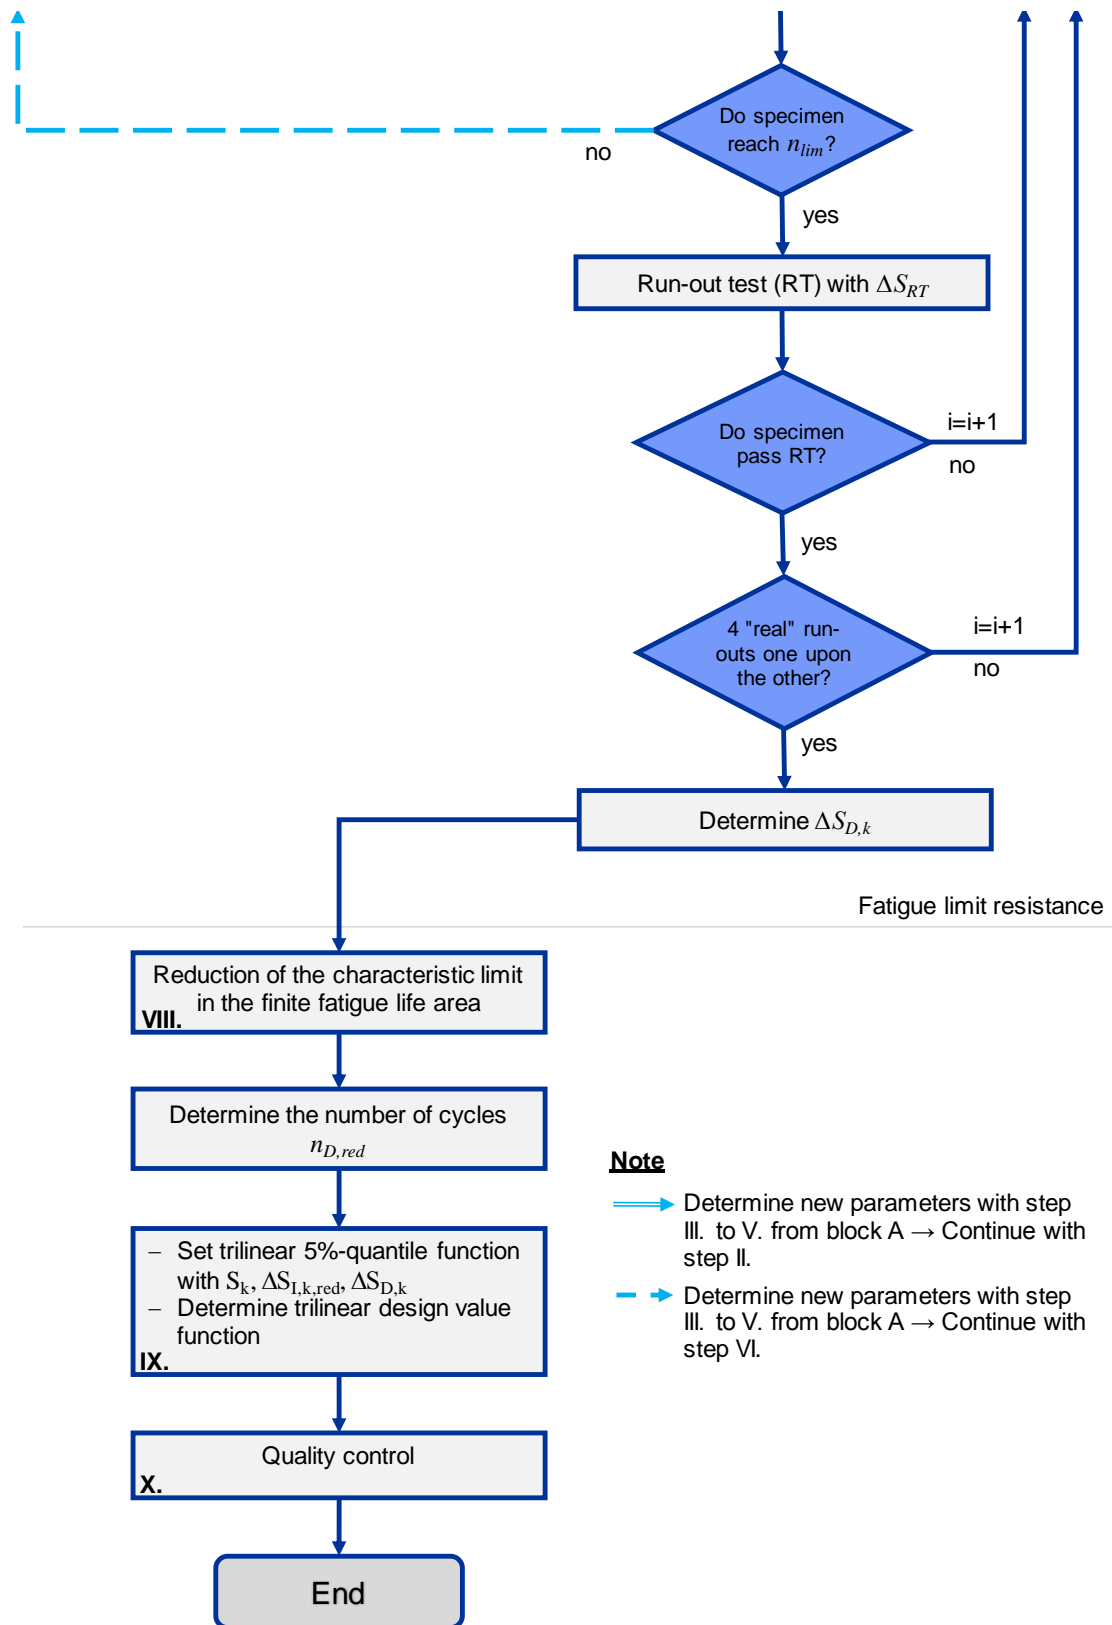 Do specimen
reach n_lim?
no
yes
Run-out test (RT) with ΔS_RT
Do specimen
pass RT?
i=i+1
no
yes
4 "real" run-
outs one upon
the other?
i=i+1
no
yes
Determine ΔS_D,k
Fatigue limit resistance
Reduction of the characteristic limit
in the finite fatigue life area
VIII.
Determine the number of cycles
n_D,red
– Set trilinear 5%-quantile function
with S_k, ΔS_I,k,red, ΔS_D,k
– Determine trilinear design value
function
IX.
Note
Determine new parameters with step
III. to V. from block A → Continue with
step II.
Determine new parameters with step
III. to V. from block A → Continue with
step VI.
Quality control
X.
End